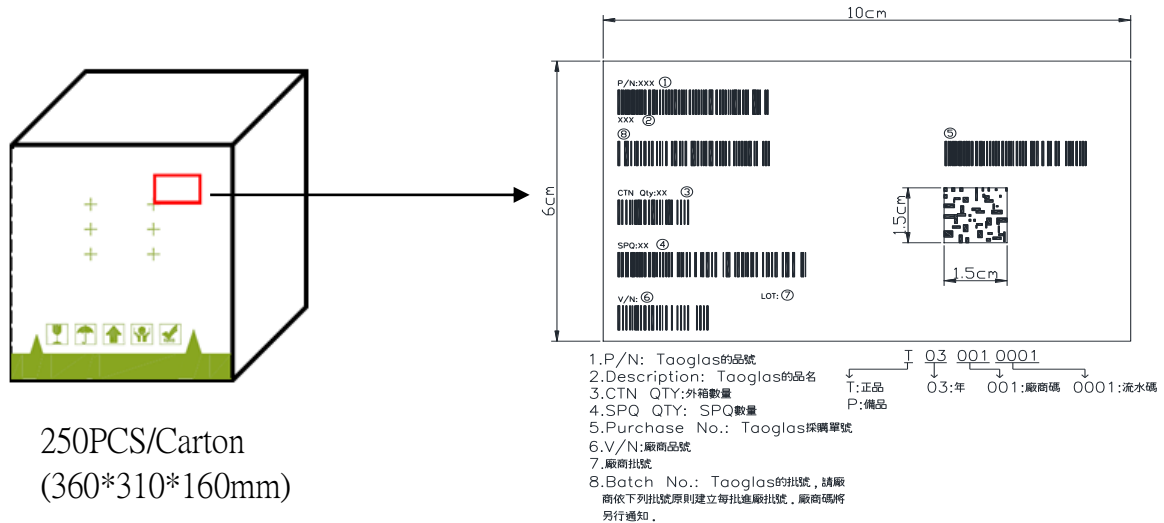 10cm
6cm
P/N:XXX ①
XXX ②
⑧
⑤
CTN Qty:XX ③
1.5cm
SPQ:XX ④
1.5cm
V/N: ⑥
LOT: ⑦
1.P/N: Taoglas的品號
2.Description: Taoglas的品名
3.CTN QTY:外箱數量
4.SPQ QTY: SPQ數量
5.Purchase No.: Taoglas採購單號
6.V/N:廠商品號
7.廠商批號
8.Batch No.: Taoglas的批號，請廠
商依下列批號原則建立每批進廠批號．廠商碼將
另行通知．
T 03 001 0001
T:正品 03:年 001:廠商碼 0001:流水碼
P:備品
250PCS/Carton
(360*310*160mm)